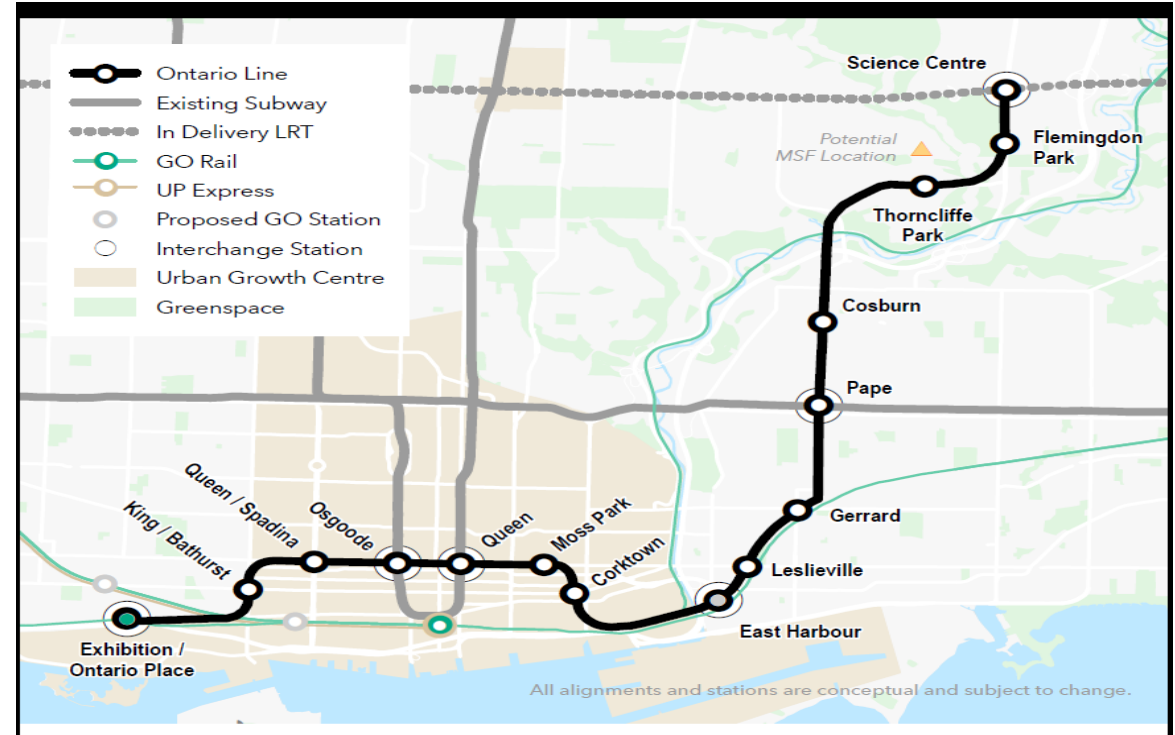 Ontario Line
Existing Subway
In Delivery LRT
GO Rail
UP Express
Proposed GO Station
Interchange Station
Urban Growth Centre
Greenspace
Science Centre
Flemingdon
Park
Potential
MSF Location
Thorncliffe
Park
Cosburn
Pape
Gerrard
Leslieville
East Harbour
Corktown
Moss Park
Queen
Osgoode
Queen / Spadina
King / Bathurst
Exhibition /
Ontario Place
All alignments and stations are conceptual and subject to change.